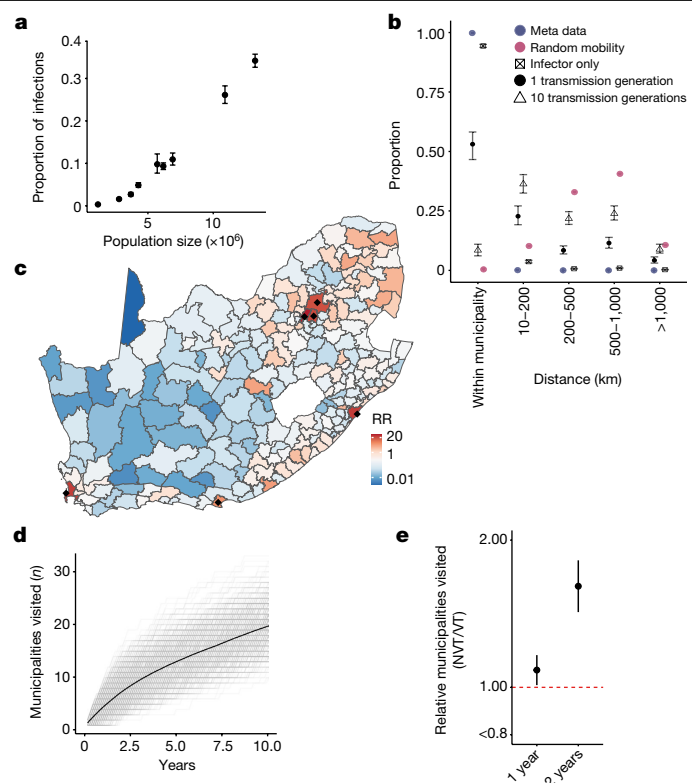 a
Proportion of infections
0.4
0.3
0.2
0.1
0
5
10
Population size (×10⁶)
b
Proportion
1.00
0.75
0.50
0.25
0
Meta data
Random mobility
Infector only
1 transmission generation
10 transmission generations
Within municipality
10–200
200–500
500–1,000
>1,000
Distance (km)
c
RR
20
1
0.01
d
Municipalities visited (n)
30
20
10
0
0
2.5
5.0
7.5
10.0
Years
e
Relative municipalities visited
(NVT/VT)
2.00
1.00
<0.8
1 year
2 years